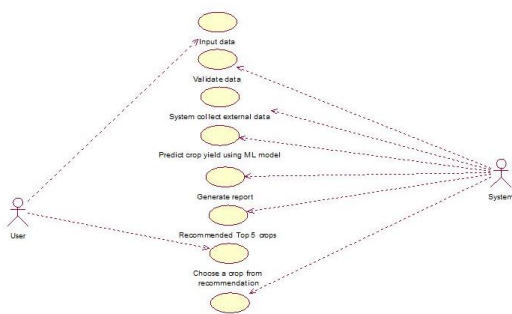 Input data
Validate data
System collect external data
Predict crop yield using ML model
Generate report
System
Recommended Top 5 crops
User
Choose a crop from
recommendation